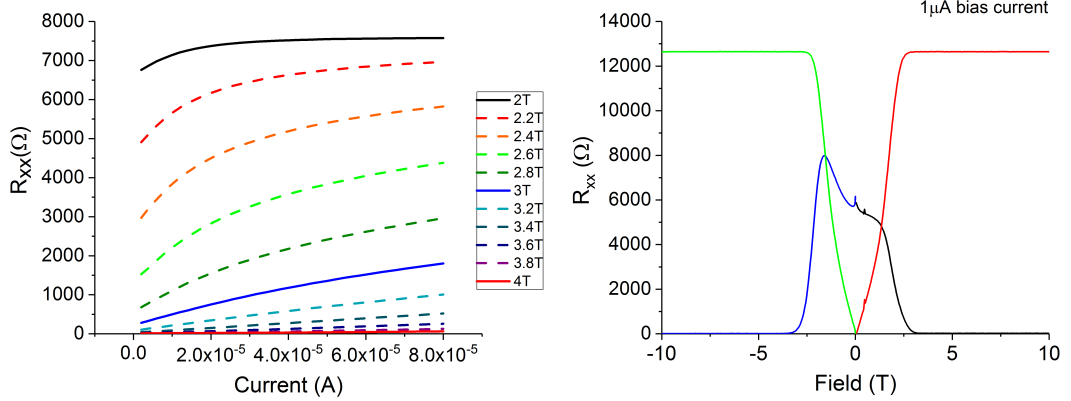 8000
7000
6000
5000
4000
3000
2000
1000
0
Rxx(Ω)
0.0 2.0x10⁻⁵ 4.0x10⁻⁵ 6.0x10⁻⁵ 8.0x10⁻⁵
Current (A)
2T
2.2T
2.4T
2.6T
2.8T
3T
3.2T
3.4T
3.6T
3.8T
4T
1μA bias current
14000
12000
10000
8000
6000
4000
2000
0
Rxx (Ω)
-10 -5 0 5 10
Field (T)